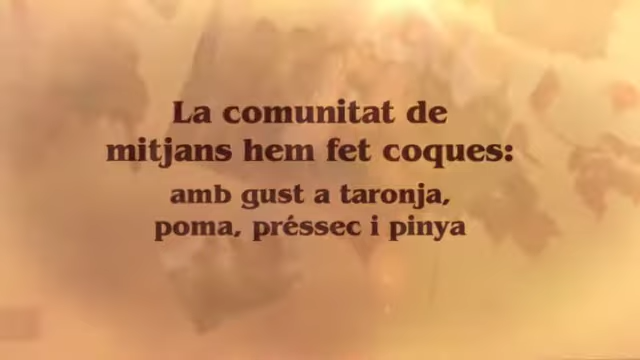 La comunitat de
mitjans hem fet coques:
amb gust a taronja,
poma, préssec i pinya